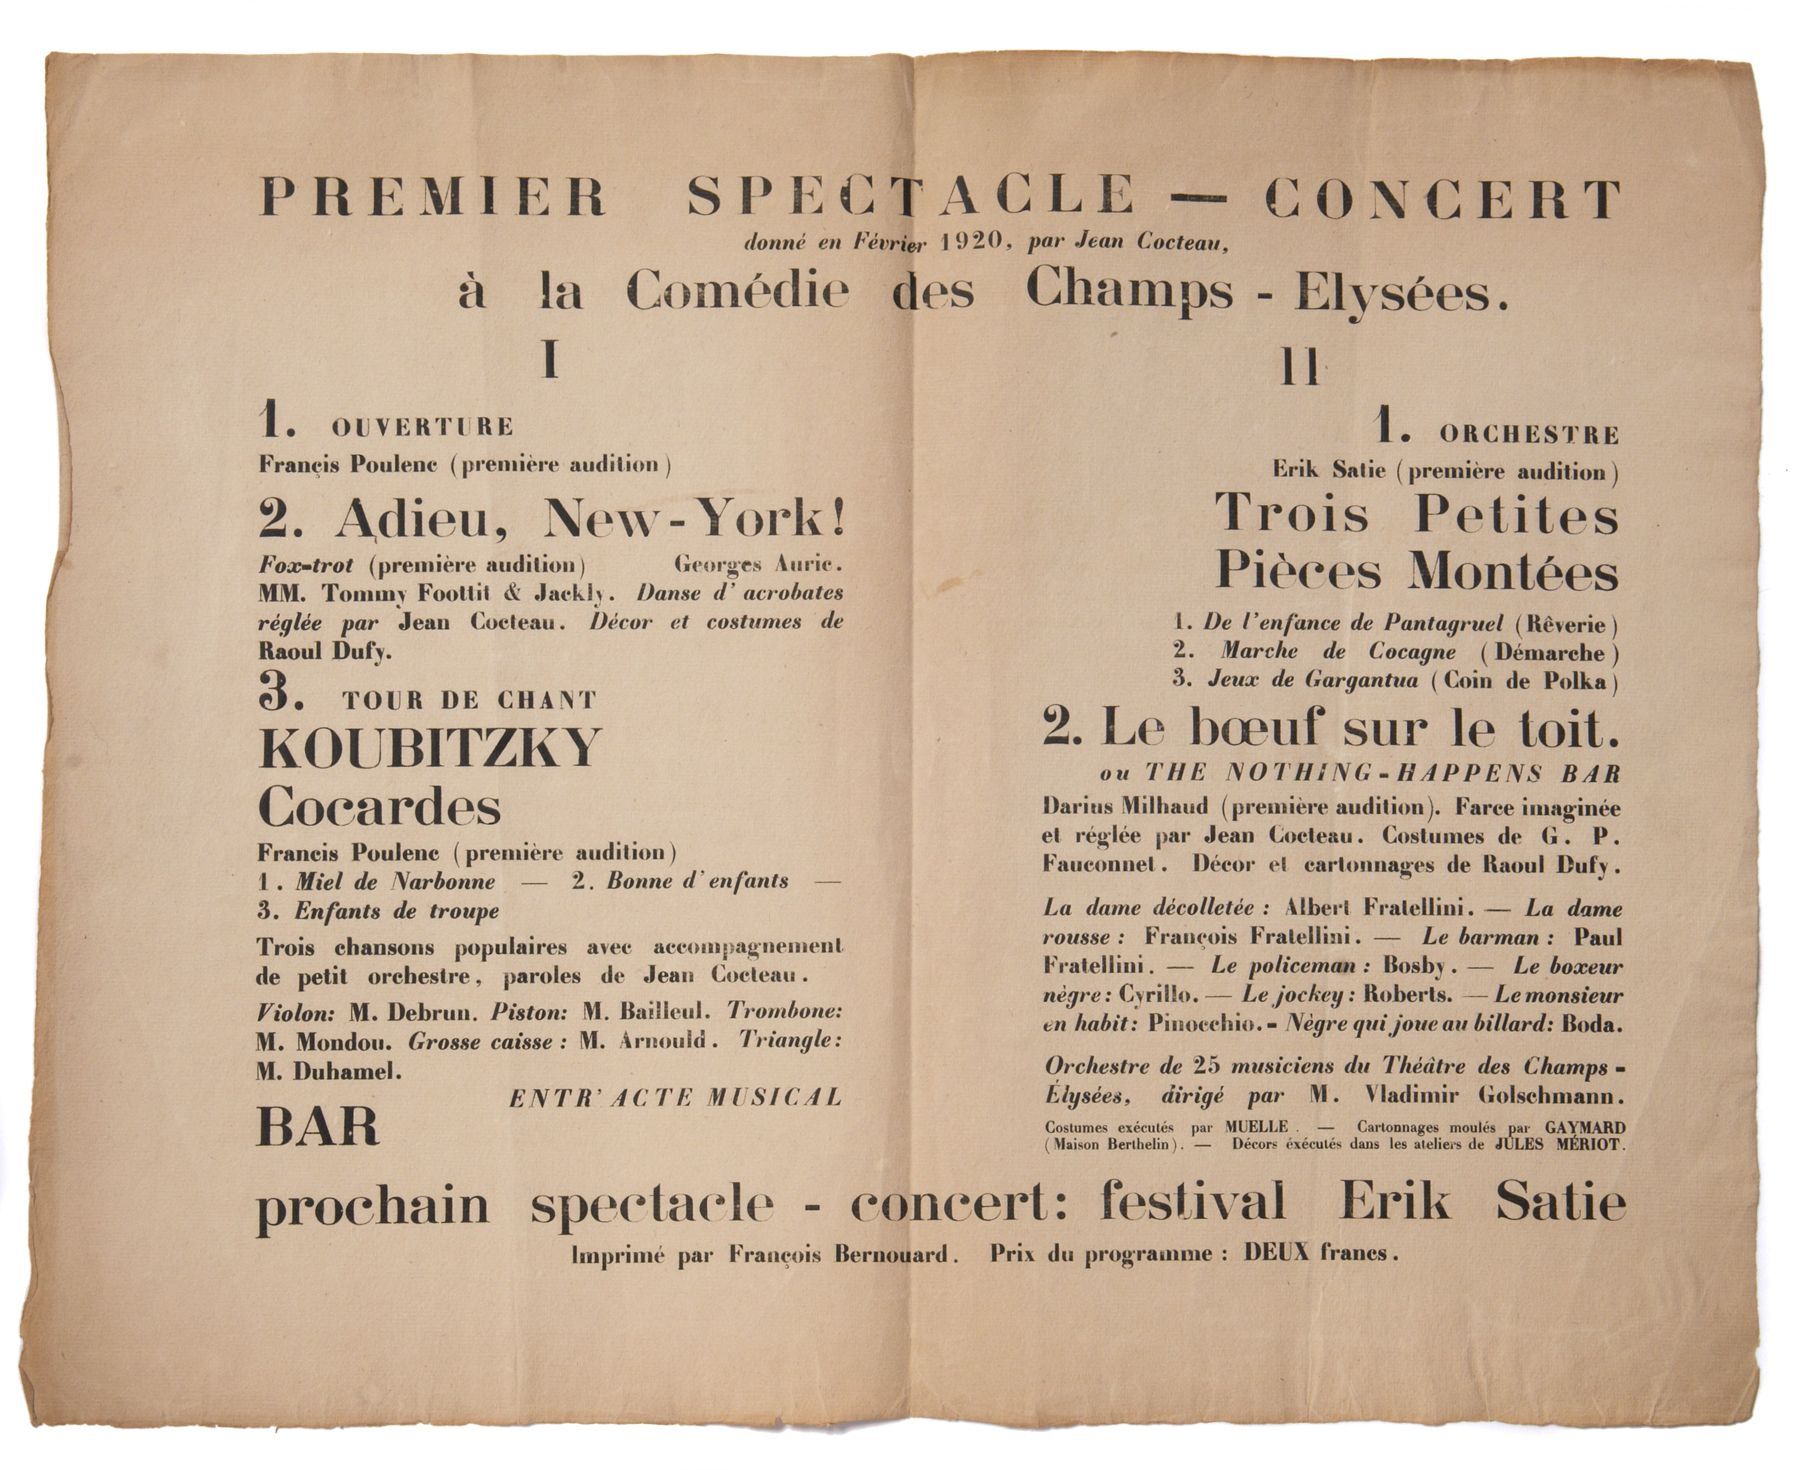 PREMIER SPECTACLE — CONCERT
donné en Février 1920, par Jean Cocteau,
à la Comédie des Champs - Elysées.
I
1. OUVERTURE
Françis Poulenc (première audition)
2. Adieu, New-York!
Fox-trot (première audition) Georges Auric.
MM. Tommy Foottit & Jackly. Danse d'acrobates
réglée par Jean Cocteau. Décor et costumes de
Raoul Dufy.
3. TOUR DE CHANT
KOUBITZKY
Cocardes
Francis Poulenc (première audition)
1. Miel de Narbonne — 2. Bonne d'enfants —
3. Enfants de troupe
Trois chansons populaires avec accompagnement
de petit orchestre, paroles de Jean Cocteau.
Violon: M. Debrun. Piston: M. Bailleul. Trombone:
M. Mondou. Grosse caisse: M. Arnould. Triangle:
M. Duhamel.
ENTR'ACTE MUSICAL
BAR
II
1. ORCHESTRE
Erik Satie (première audition)
Trois Petites
Pièces Montées
1. De l'enfance de Pantagruel (Rêverie)
2. Marche de Cocagne (Démarche)
3. Jeux de Gargantua (Coin de Polka)
2. Le bœuf sur le toit.
ou THE NOTHING-HAPPENS BAR
Darius Milhaud (première audition). Farce imaginée
et réglée par Jean Cocteau. Costumes de G. P.
Fauconnet. Décor et cartonnages de Raoul Dufy.
La dame décolletée: Albert Fratellini. — La dame
rousse: François Fratellini. — Le barman: Paul
Fratellini. — Le policeman: Bosby. — Le boxeur
nègre: Cyrillo. — Le jockey: Roberts. — Le monsieur
en habit: Pinocchio. - Nègre qui joue au billard: Boda.
Orchestre de 25 musiciens du Théâtre des Champs-
Élysées, dirigé par M. Vladimir Golschmann.
Costumes exécutés par MUELLE. — Cartonnages moulés par GAYMARD
(Maison Berthelin). — Décors éxécutés dans les ateliers de JULES MÉRIOT.
prochain spectacle - concert: festival Erik Satie
Imprimé par François Bernouard. Prix du programme: DEUX francs.